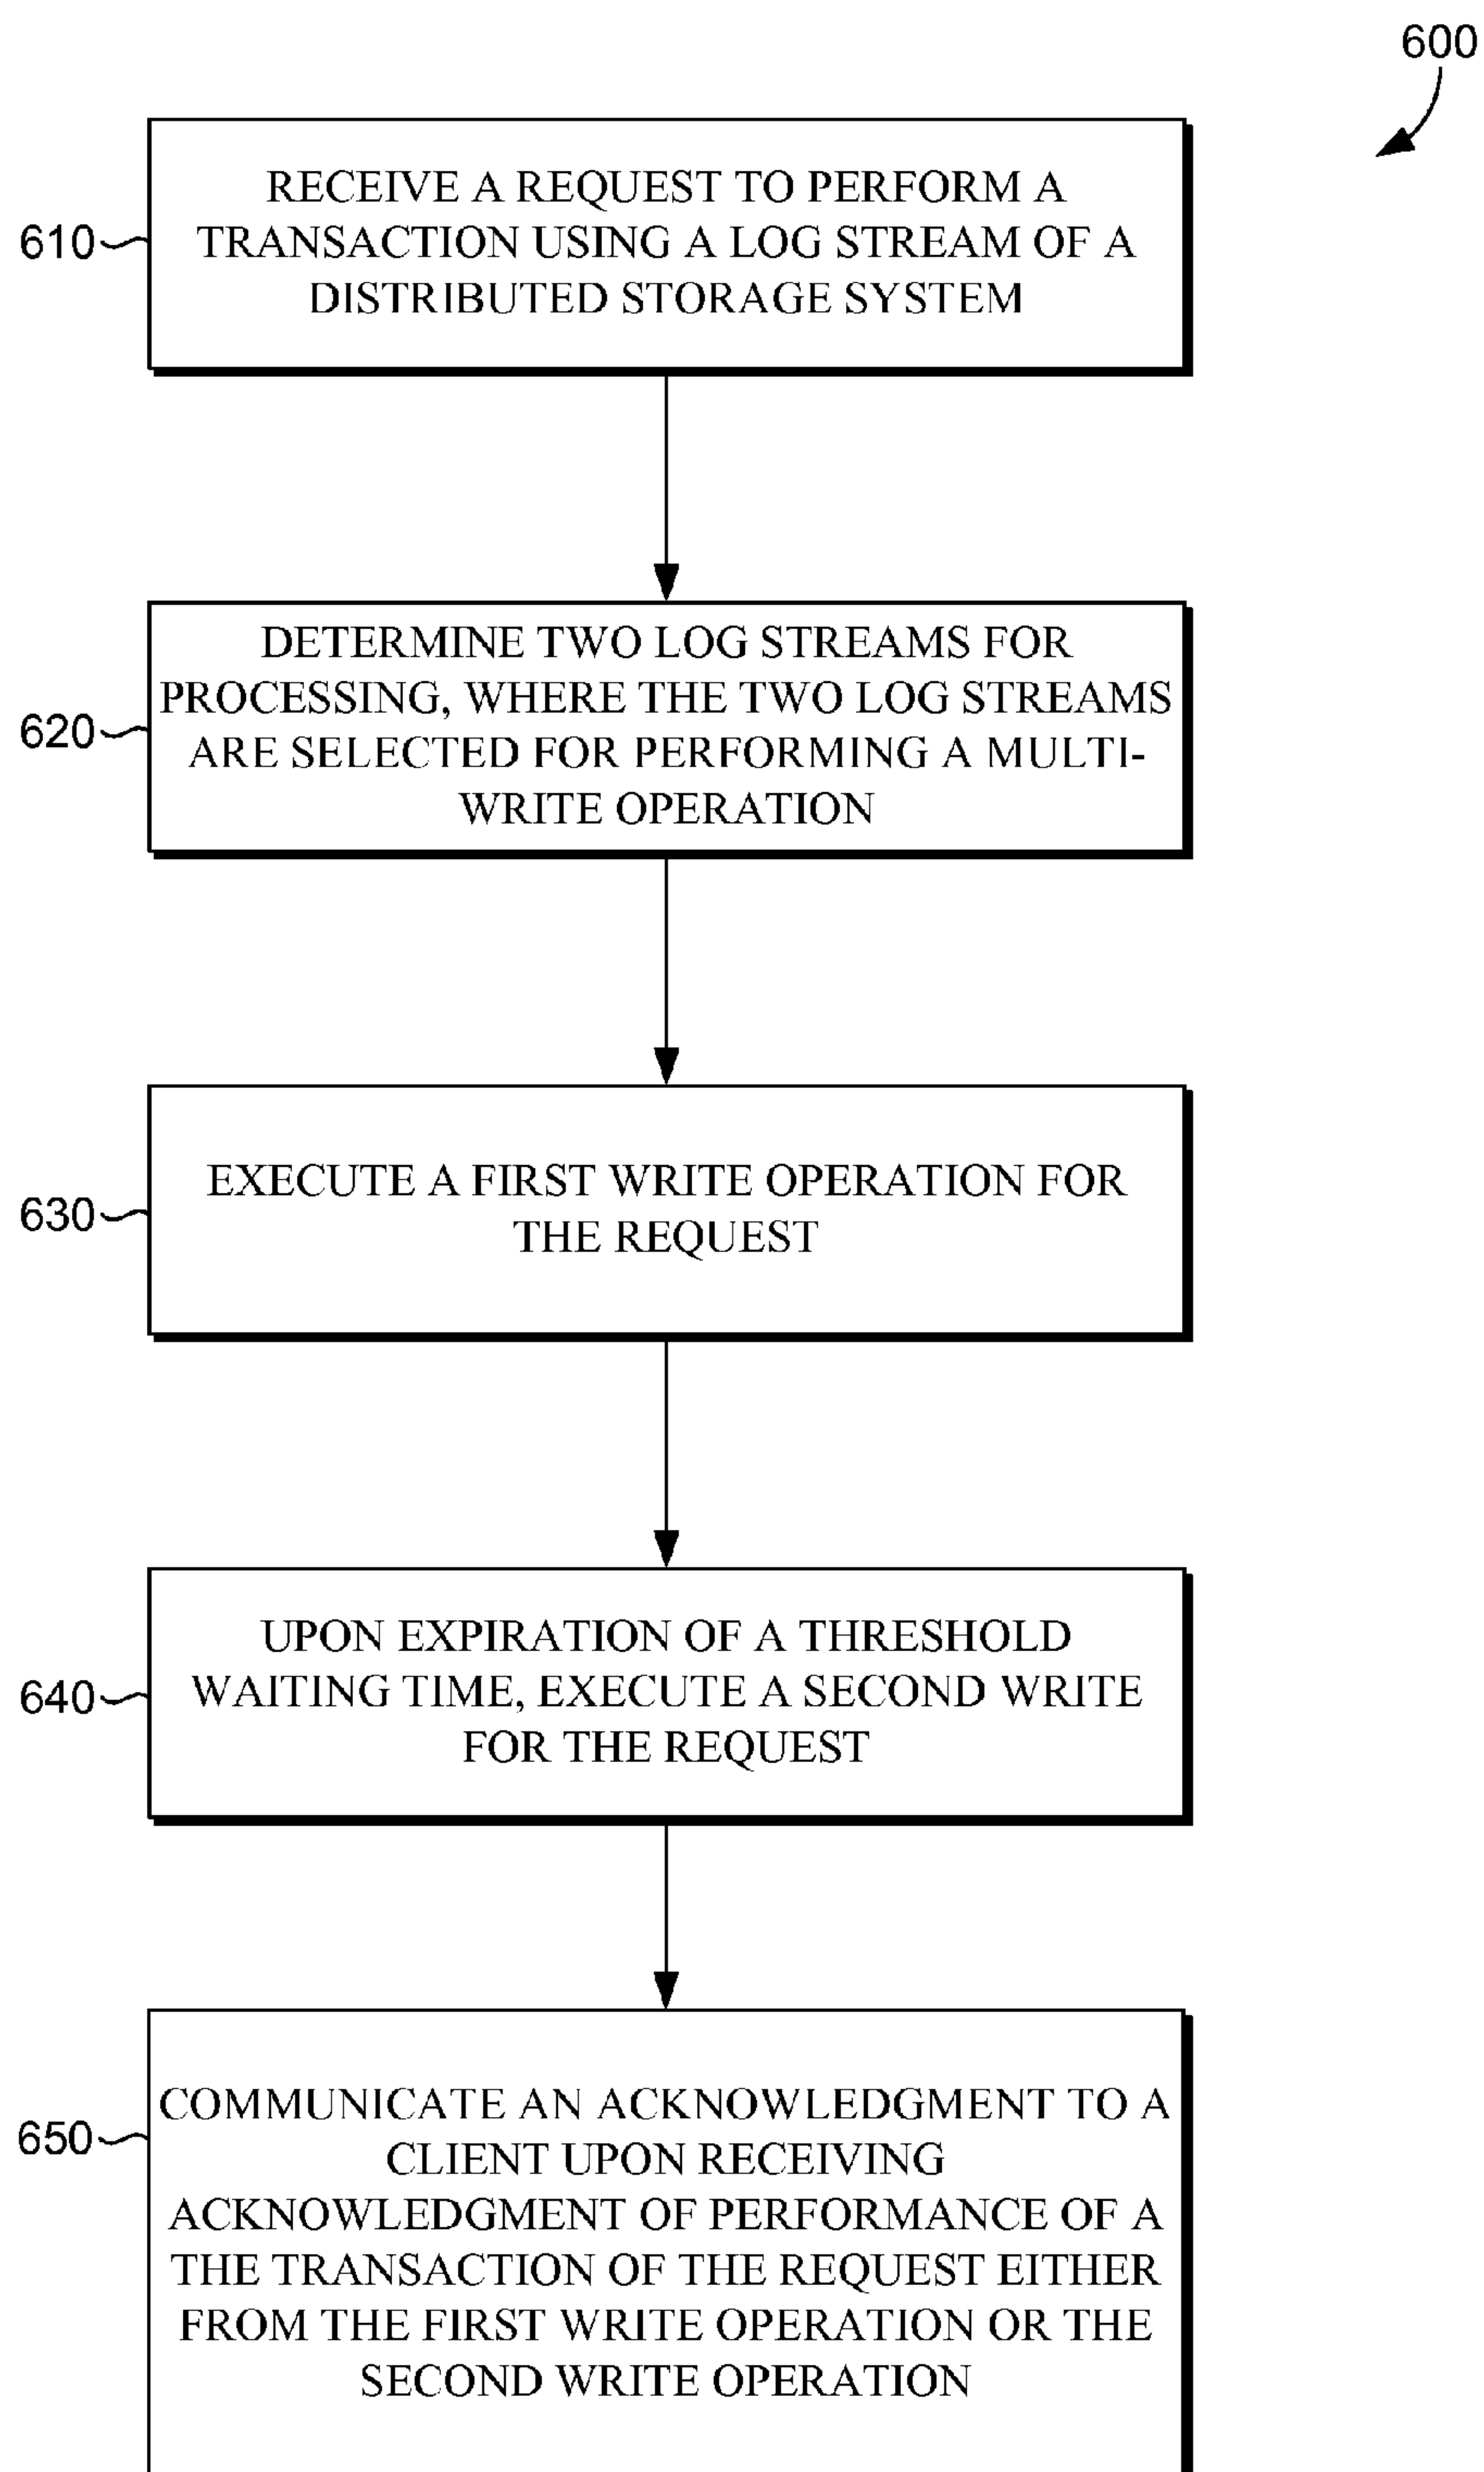 600
RECEIVE A REQUEST TO PERFORM A
610 TRANSACTION USING A LOG STREAM OF A
DISTRIBUTED STORAGE SYSTEM
DETERMINE TWO LOG STREAMS FOR
PROCESSING, WHERE THE TWO LOG STREAMS
620
ARE SELECTED FOR PERFORMING A MULTI-
WRITE OPERATION
EXECUTE A FIRST WRITE OPERATION FOR
630
THE REQUEST
UPON EXPIRATION OF A THRESHOLD
640 WAITING TIME, EXECUTE A SECOND WRITE
FOR THE REQUEST
COMMUNICATE AN ACKNOWLEDGMENT TO A
650
CLIENT UPON RECEIVING
ACKNOWLEDGMENT OF PERFORMANCE OF A
THE TRANSACTION OF THE REQUEST EITHER
FROM THE FIRST WRITE OPERATION OR THE
SECOND WRITE OPERATION